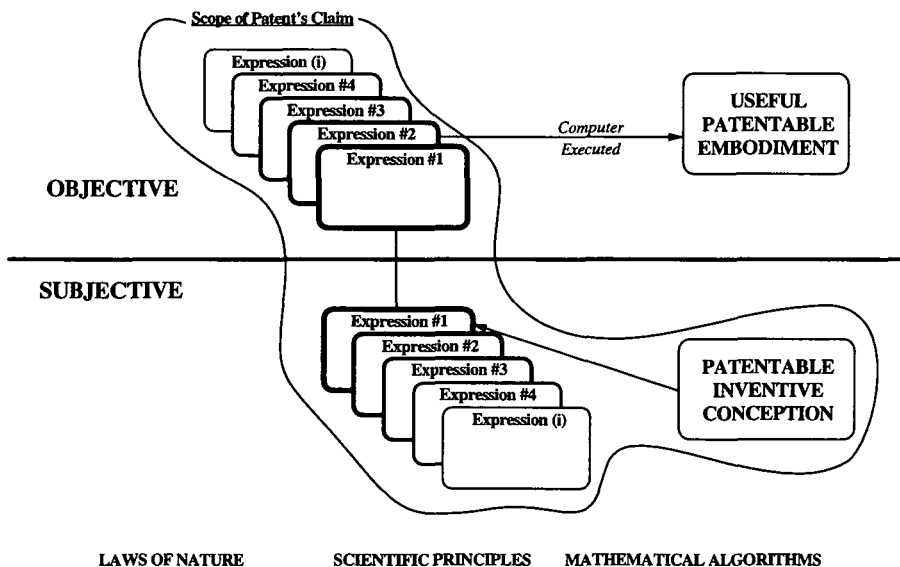 Scope of Patent's Claim
Expression (i)
Expression #4
Expression #3
Expression #2
Expression #1
Computer
Executed
USEFUL
PATENTABLE
EMBODIMENT
OBJECTIVE
SUBJECTIVE
Expression #1
Expression #2
Expression #3
Expression #4
Expression (i)
PATENTABLE
INVENTIVE
CONCEPTION
LAWS OF NATURE SCIENTIFIC PRINCIPLES MATHEMATICAL ALGORITHMS